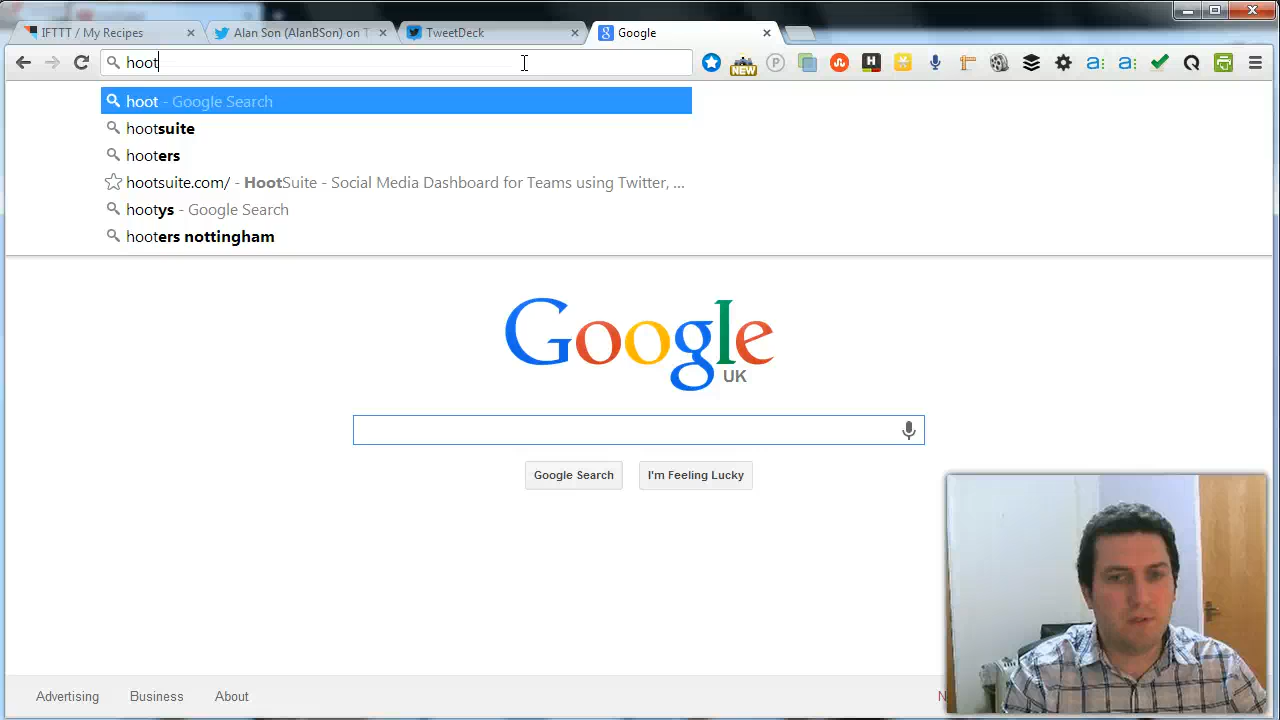 IFTTT / My Recipes
Alan Son (AlanBSon) on T
TweetDeck
Google
hoot
NEW
hoot - Google Search
hootsuite
hooters
hootsuite.com/ - HootSuite - Social Media Dashboard for Teams using Twitter, ...
hootys - Google Search
hooters nottingham
Google
UK
Google Search
I'm Feeling Lucky
Advertising
Business
About